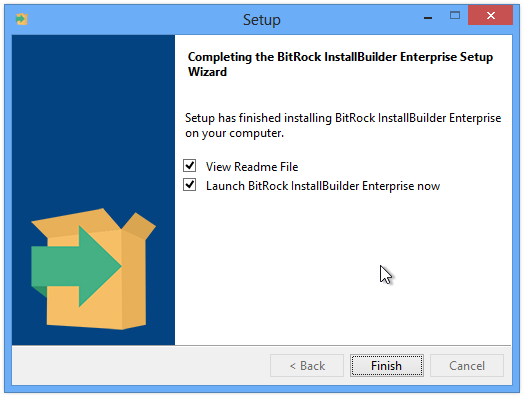 Setup
Completing the BitRock InstallBuilder Enterprise Setup
Wizard
Setup has finished installing BitRock InstallBuilder Enterprise
on your computer.
View Readme File
Launch BitRock InstallBuilder Enterprise now
< Back
Finish
Cancel